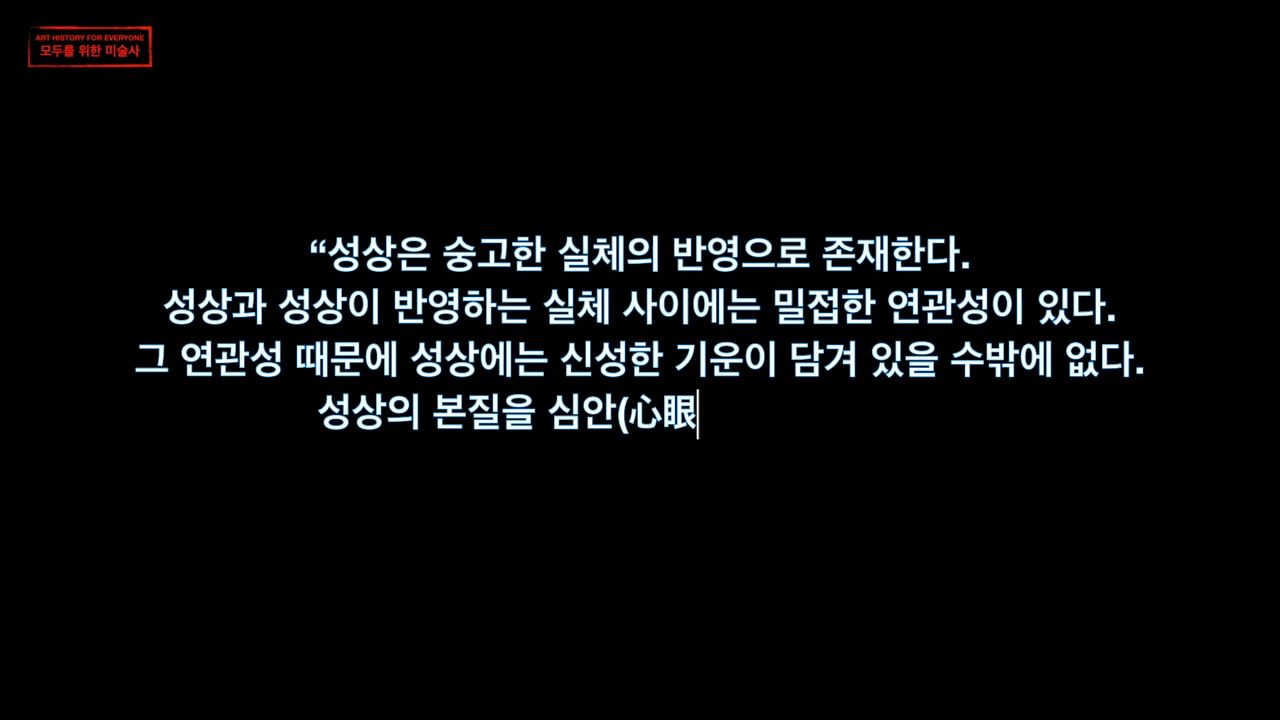 ART HISTORY FOR EVERYONE
모두를 위한 미술사
“성상은 숭고한 실체의 반영으로 존재한다.
성상과 성상이 반영하는 실체 사이에는 밀접한 연관성이 있다.
그 연관성 때문에 성상에는 신성한 기운이 담겨 있을 수밖에 없다.
성상의 본질을 심안(心眼